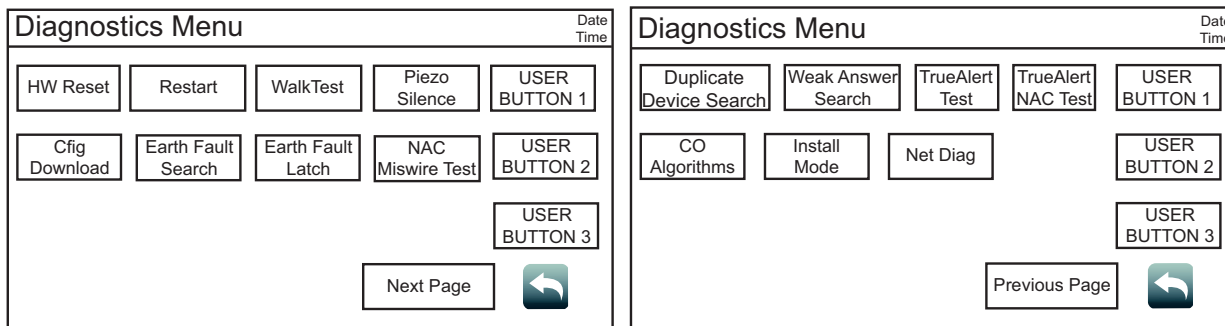 Diagnostics Menu
Date
Time
HW Reset
Restart
WalkTest
Piezo
Silence
USER
BUTTON 1
Cfig
Download
Earth Fault
Search
Earth Fault
Latch
NAC
Miswire Test
USER
BUTTON 2
USER
BUTTON 3
Next Page
Diagnostics Menu
Date
Time
Duplicate
Device Search
Weak Answer
Search
TrueAlert
Test
TrueAlert
NAC Test
USER
BUTTON 1
CO
Algorithms
Install
Mode
Net Diag
USER
BUTTON 2
USER
BUTTON 3
Previous Page